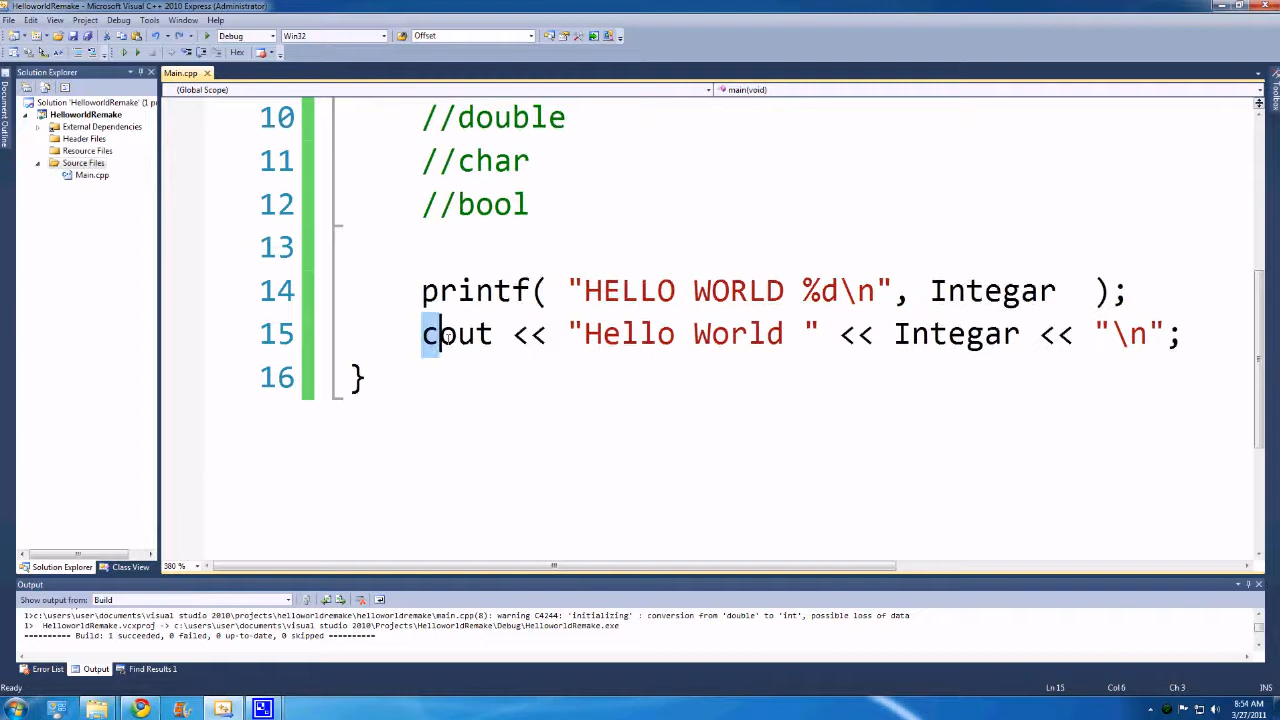 HelloworldRemake - Microsoft Visual C++ 2010 Express (Administrator)
File Edit View Project Debug Tools Window Help
Debug Win32 Offset
Hex
Solution Explorer
Main.cpp
(Global Scope) main(void)
Document Outline
Toolbox
Solution 'HelloworldRemake' (1 p
HelloworldRemake
External Dependencies
Header Files
Resource Files
Source Files
Main.cpp
10 //double
11 //char
12 //bool
13
14 printf( "HELLO WORLD %d\n", Integar );
15 cout << "Hello World " << Integar << "\n";
16 }
Solution Explorer Class View
380 %
Output
Show output from: Build
1>c:\users\user\documents\visual studio 2010\projects\helloworldremake\helloworldremake\main.cpp(8): warning C4244: 'initializing' : conversion from 'double' to 'int', possible loss of data
1> HelloworldRemake.vcxproj -> c:\users\user\documents\visual studio 2010\Projects\HelloworldRemake\Debug\HelloworldRemake.exe
========== Build: 1 succeeded, 0 failed, 0 up-to-date, 0 skipped ==========
Error List Output Find Results 1
Ready Ln 15 Col 6 Ch 3 INS
8:54 AM
3/27/2011